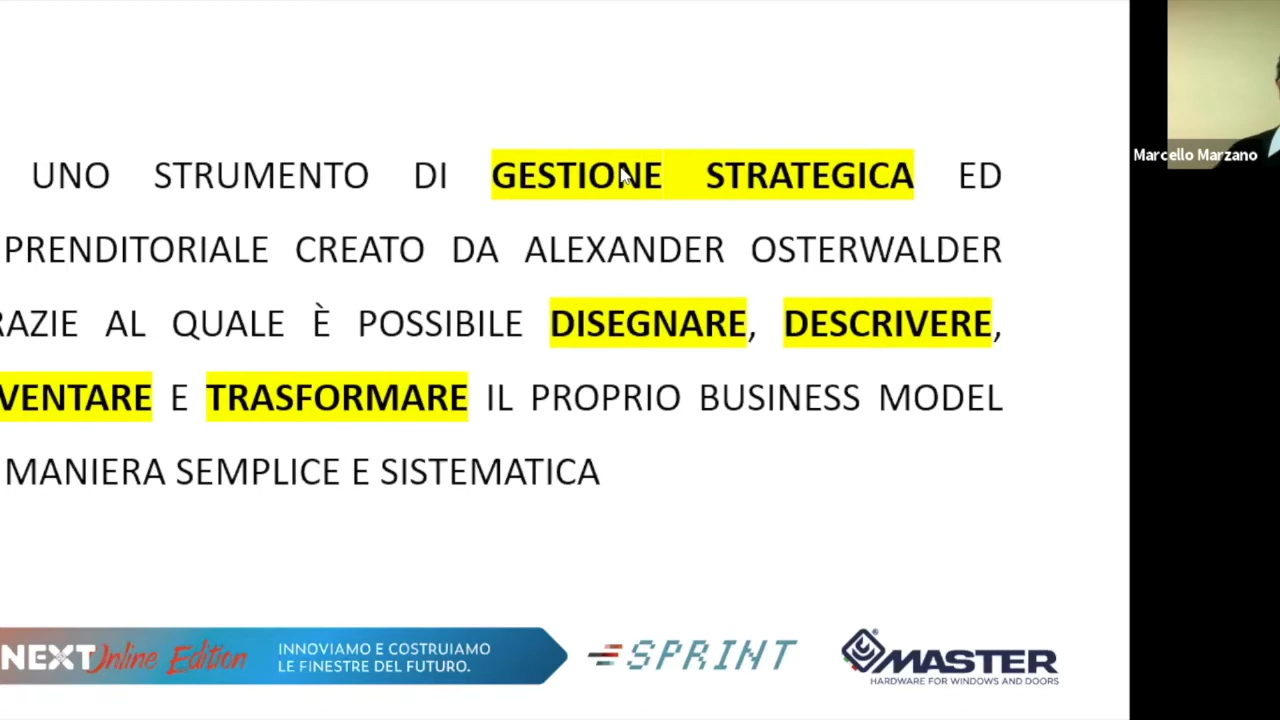 UNO STRUMENTO DI GESTIONE STRATEGICA ED
PRENDITORIALE CREATO DA ALEXANDER OSTERWALDER
RAZIE AL QUALE È POSSIBILE DISEGNARE, DESCRIVERE,
VENTARE E TRASFORMARE IL PROPRIO BUSINESS MODEL
MANIERA SEMPLICE E SISTEMATICA
Marcello Marzano
NEXT Online Edition
INNOVIAMO E COSTRUIAMO
LE FINESTRE DEL FUTURO.
SPRINT
MASTER
HARDWARE FOR WINDOWS AND DOORS